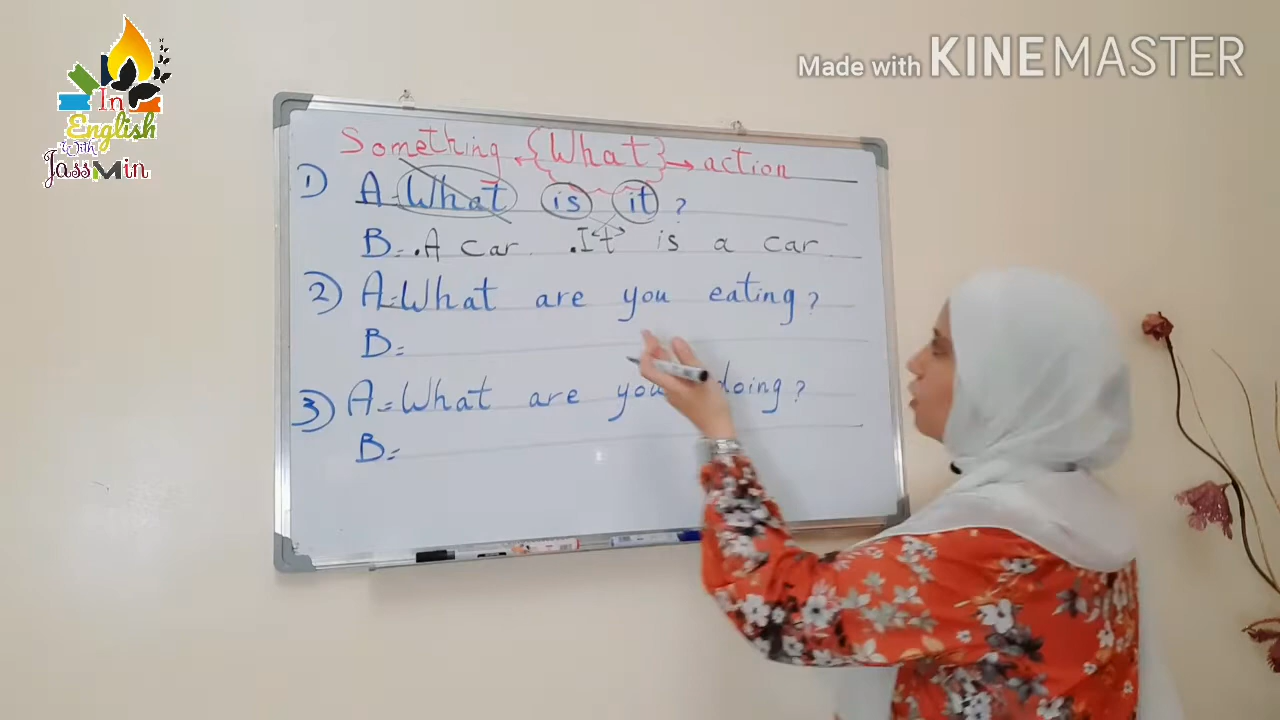 In
English
with
JassMin
Made with KINEMASTER
Something ← {What} → action
1) A= What is it ?
B= .A car .It is a car
2) A= What are you eating?
B=
3) A= What are you doing?
B=